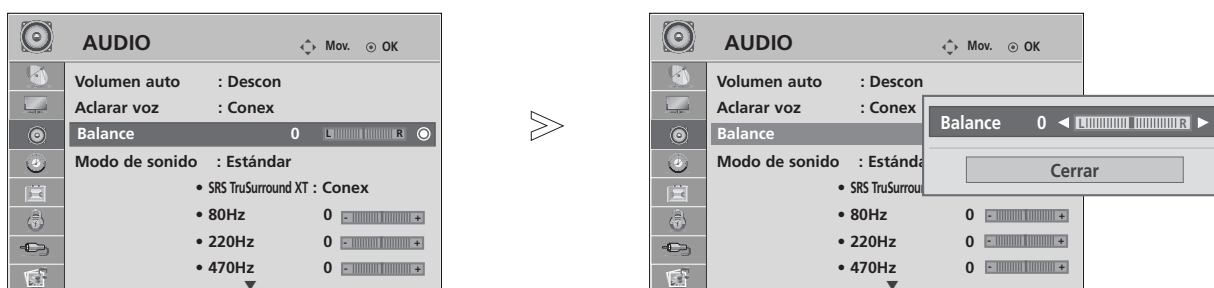 AUDIO Mov. OK
Volumen auto : Descon
Aclarar voz : Conex
Balance 0 L R
Modo de sonido : Estándar
• SRS TruSurround XT : Conex
• 80Hz 0 - +
• 220Hz 0 - +
• 470Hz 0 - +
AUDIO Mov. OK
Volumen auto : Descon
Aclarar voz : Conex
Balance
Modo de sonido : Estánda
• SRS TruSurrou
• 80Hz 0 - +
• 220Hz 0 - +
• 470Hz 0 - +
Balance 0 L R
Cerrar